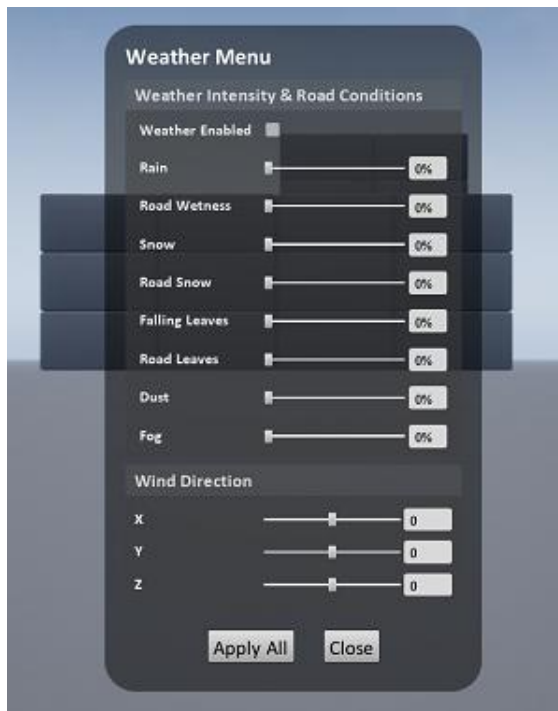 Weather Menu
Weather Intensity & Road Conditions
Weather Enabled
Rain 0%
Road Wetness 0%
Snow 0%
Road Snow 0%
Falling Leaves 0%
Road Leaves 0%
Dust 0%
Fog 0%
Wind Direction
X 0
Y 0
Z 0
Apply All Close